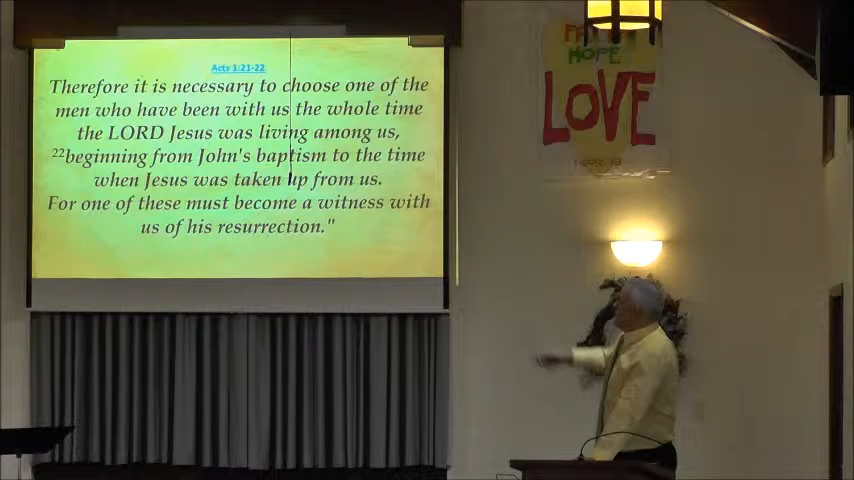 Acts 1:21-22
Therefore it is necessary to choose one of the
men who have been with us the whole time
the LORD Jesus was living among us,
²²beginning from John's baptism to the time
when Jesus was taken up from us.
For one of these must become a witness with
us of his resurrection."
HOPE
LOVE